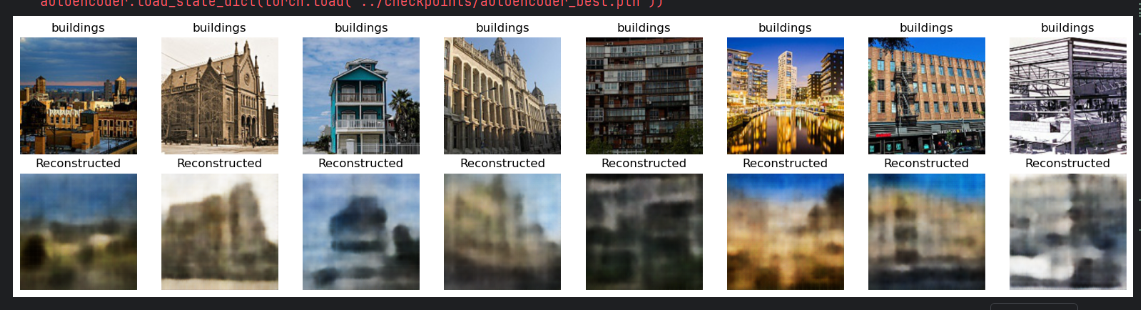 autoencoder.load_state_dict(torch.load('../checkpoints/autoencoder_best.pth'))
buildings buildings buildings buildings buildings buildings buildings buildings
Reconstructed Reconstructed Reconstructed Reconstructed Reconstructed Reconstructed Reconstructed Reconstructed